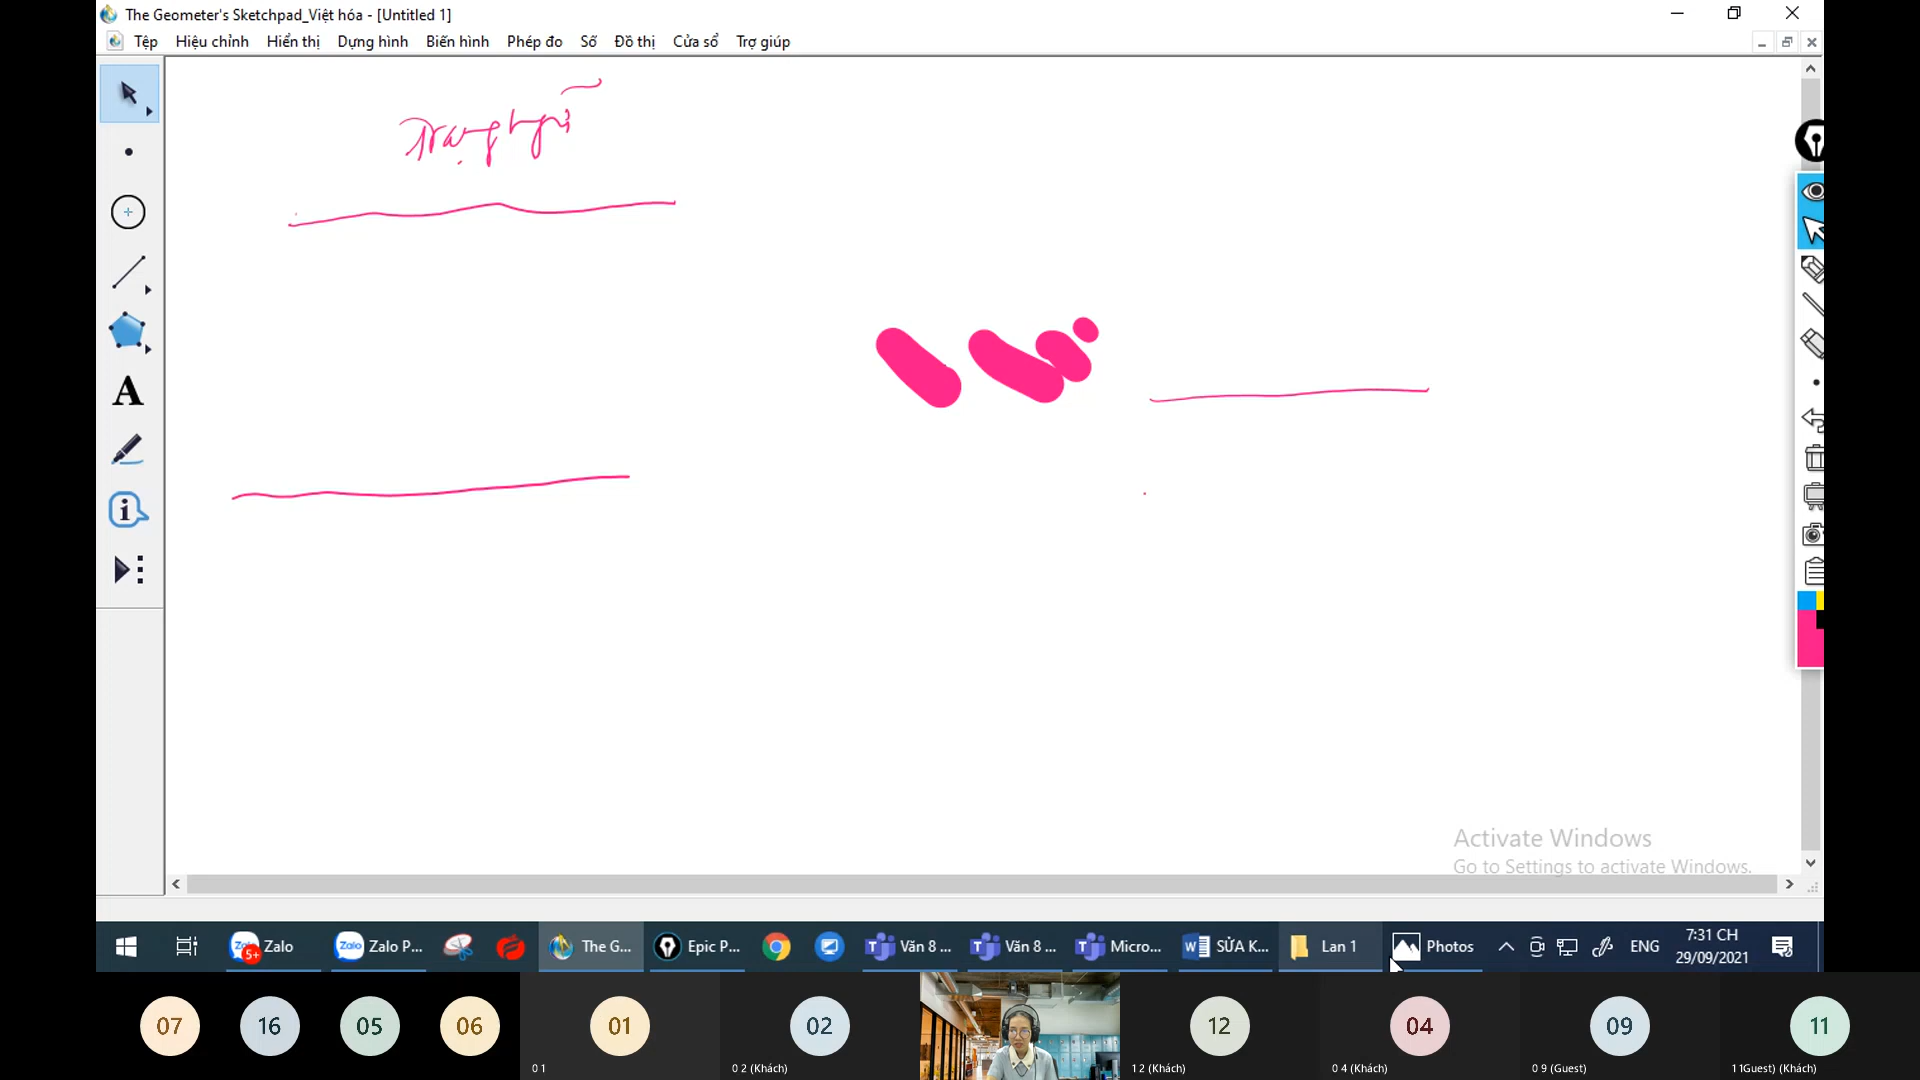 The Geometer's Sketchpad_Việt hóa - [Untitled 1]
Tệp Hiệu chỉnh Hiển thị Dựng hình Biến hình Phép đo Số Đồ thị Cửa sổ Trợ giúp
A
Activate Windows
Go to Settings to activate Windows.
Zalo 5+ Zalo Zalo Zalo P... The G... Epic P... Văn 8 ... Văn 8 ... Micro... SỬA K... Lan 1 Photos ENG 7:31 CH
29/09/2021
07 16 05 06 01 02 12 04 09 11
0 1 0 2 (Khách) 1 2 (Khách) 0 4 (Khách) 0 9 (Guest) 1 1Guest) (Khách)